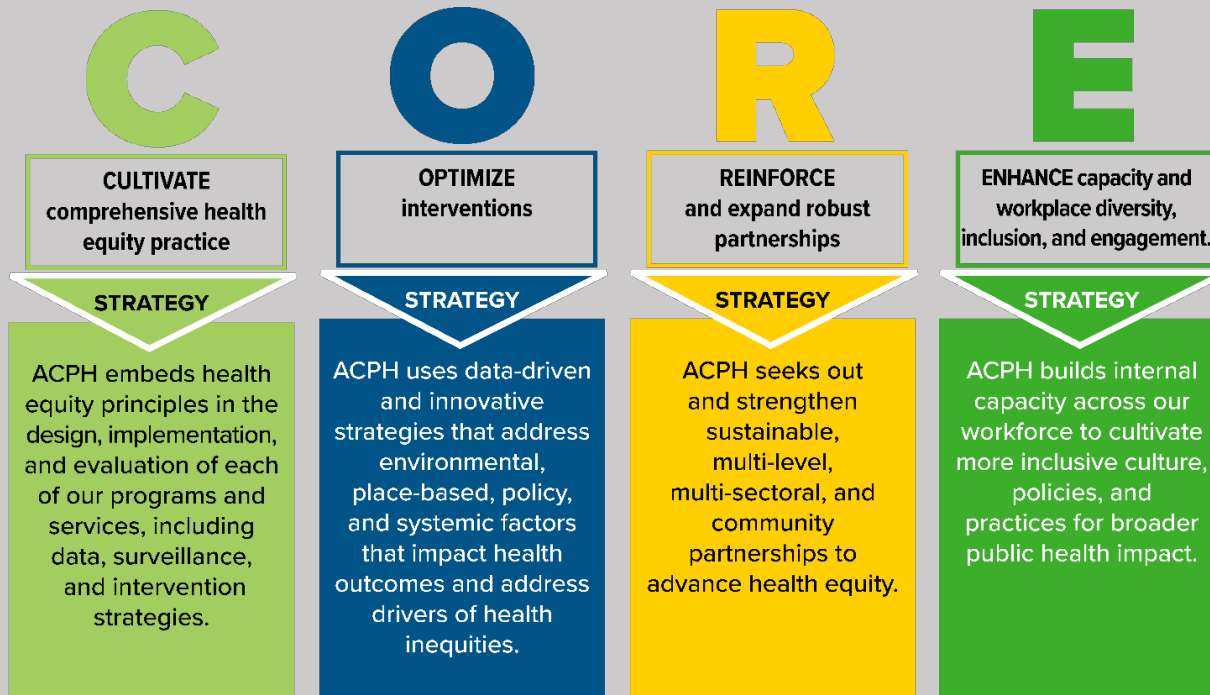 C
CULTIVATE
comprehensive health
equity practice
STRATEGY
ACPH embeds health
equity principles in the
design, implementation,
and evaluation of each
of our programs and
services, including
data, surveillance,
and intervention
strategies.
O
OPTIMIZE
interventions
STRATEGY
ACPH uses data-driven
and innovative
strategies that address
environmental,
place-based, policy,
and systemic factors
that impact health
outcomes and address
drivers of health
inequities.
R
REINFORCE
and expand robust
partnerships
STRATEGY
ACPH seeks out
and strengthen
sustainable,
multi-level,
multi-sectoral, and
community
partnerships to
advance health equity.
E
ENHANCE capacity and
workplace diversity,
inclusion, and engagement.
STRATEGY
ACPH builds internal
capacity across our
workforce to cultivate
more inclusive culture,
policies, and
practices for broader
public health impact.